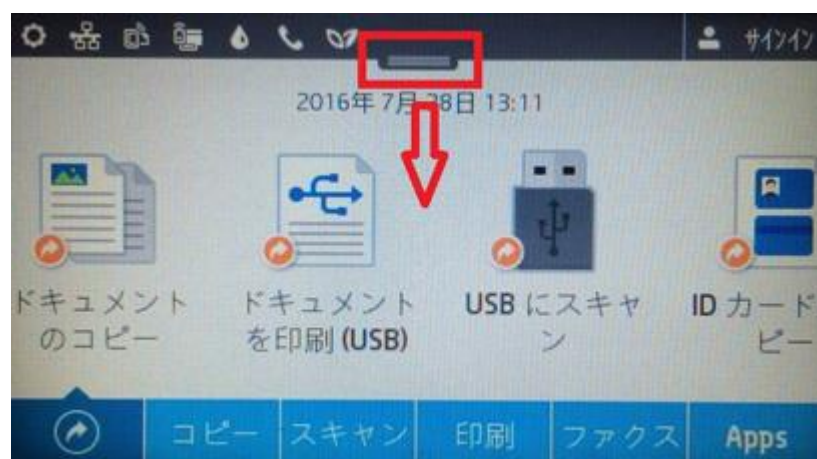 サインイン
2016年 7月 28日 13:11
ドキュメント
のコピー
ドキュメント
を印刷 (USB)
USB にスキャ
ン
ID カード
ピー
コピー
スキャン
印刷
ファクス
Apps